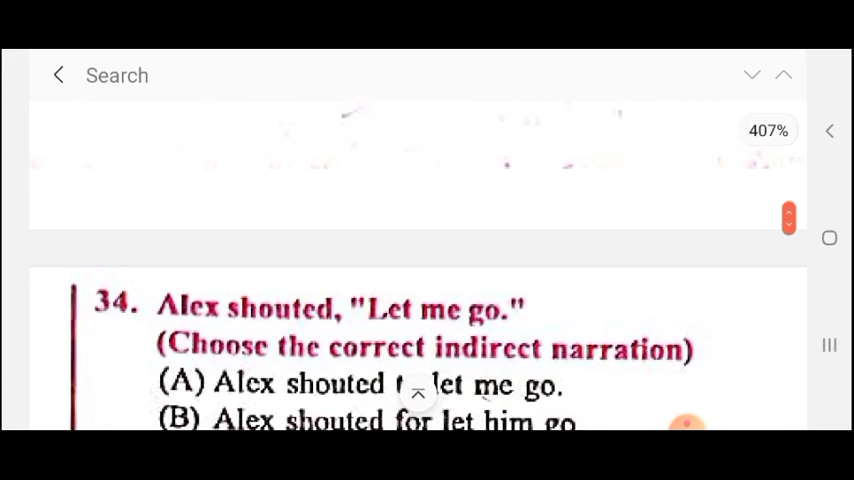 Search
407%
34. Alex shouted, "Let me go."
(Choose the correct indirect narration)
(A) Alex shouted let me go.
(B) Alex shouted for let him go